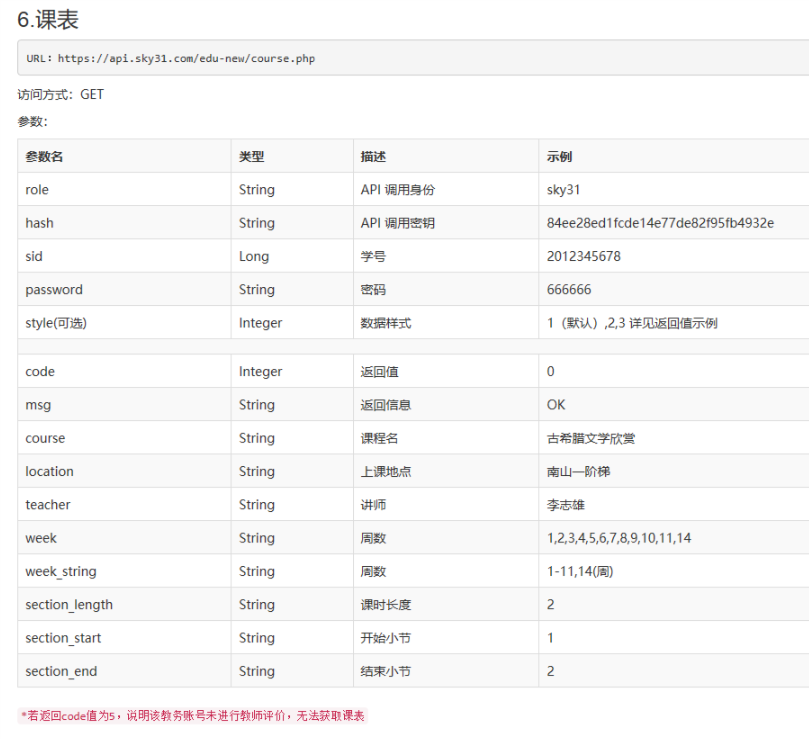 6.课表
URL: https://api.sky31.com/edu-new/course.php
访问方式：GET
参数：
参数名 类型 描述 示例
role String API 调用身份 sky31
hash String API 调用密钥 84ee28ed1fcde14e77de82f95fb4932e
sid Long 学号 2012345678
password String 密码 666666
style(可选) Integer 数据样式 1（默认）,2,3 详见返回值示例
code Integer 返回值 0
msg String 返回信息 OK
course String 课程名 古希腊文学欣赏
location String 上课地点 南山一阶梯
teacher String 讲师 李志雄
week String 周数 1,2,3,4,5,6,7,8,9,10,11,14
week_string String 周数 1-11,14(周)
section_length String 课时长度 2
section_start String 开始小节 1
section_end String 结束小节 2
*若返回code值为5，说明该教务账号未进行教师评价，无法获取课表